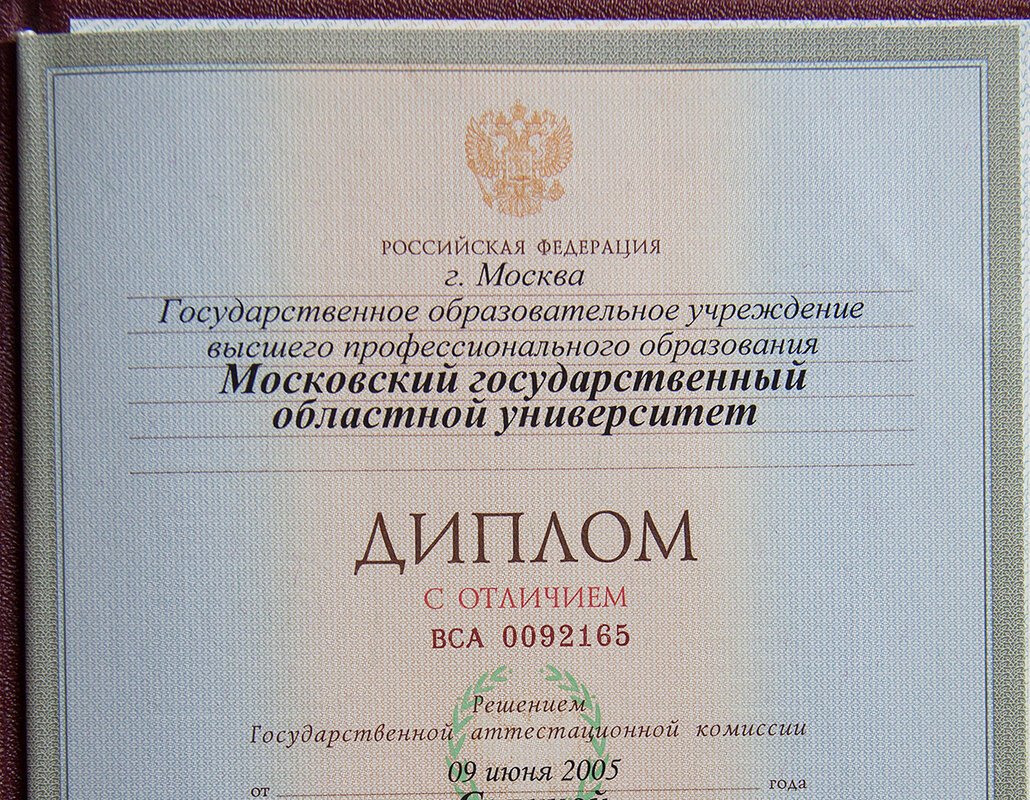 РОССИЙСКАЯ ФЕДЕРАЦИЯ
г. Москва
Государственное образовательное учреждение
высшего профессионального образования
Московский государственный
областной университет
ДИПЛОМ
С ОТЛИЧИЕМ
ВСА 0092165
Решением
Государственной аттестационной комиссии
от 09 июня 2005 года